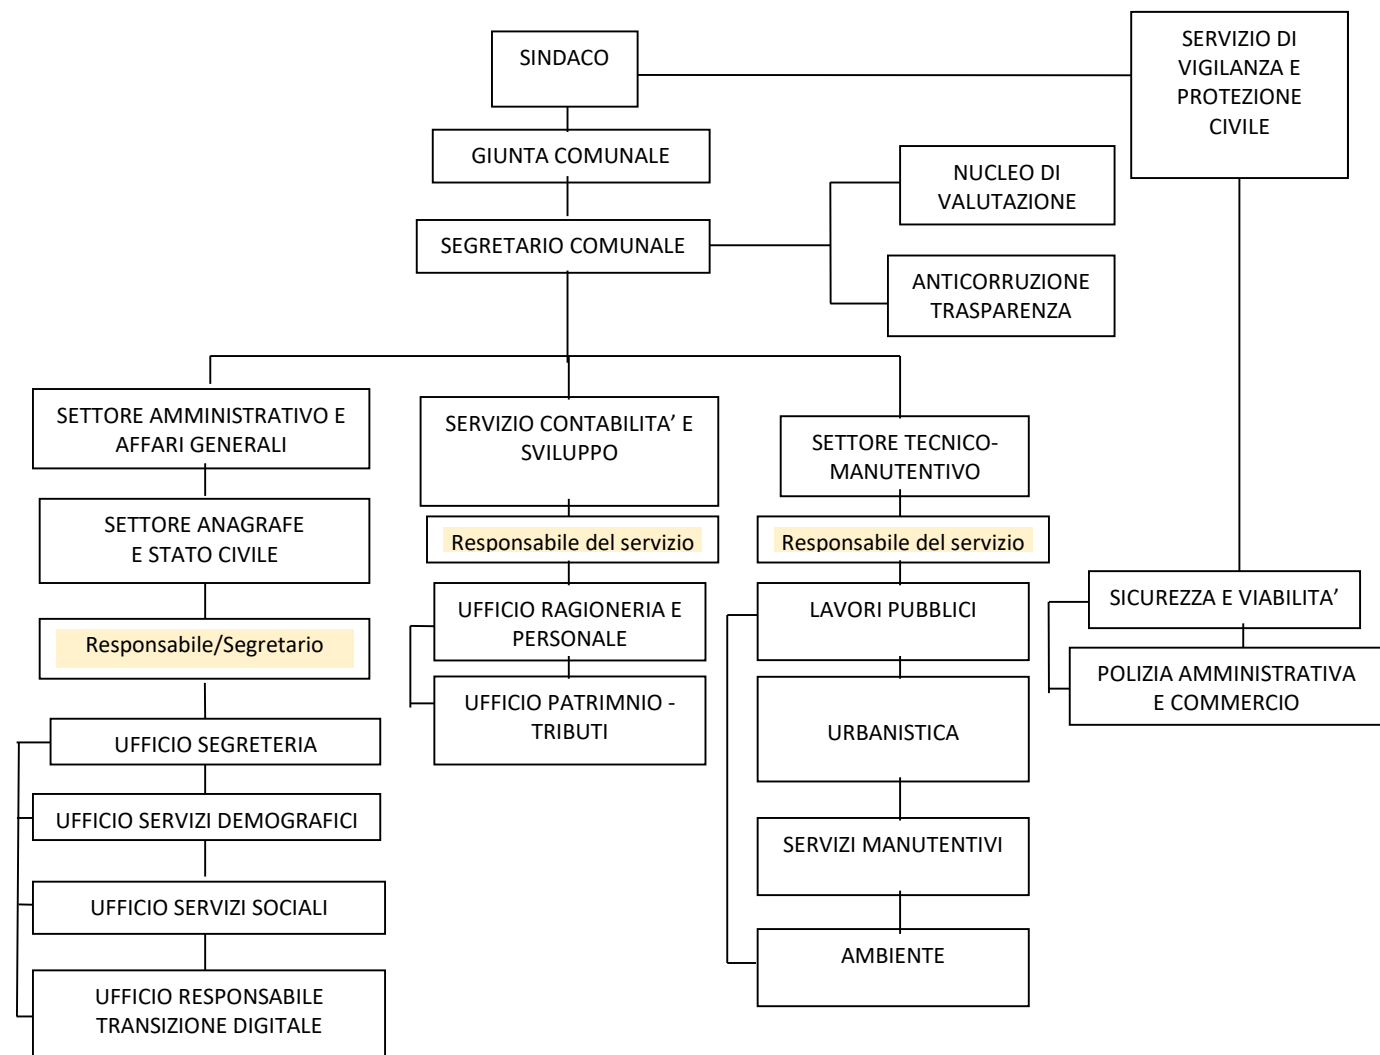 SINDACO
SERVIZIO DI
VIGILANZA E
PROTEZIONE
CIVILE
GIUNTA COMUNALE
NUCLEO DI
VALUTAZIONE
SEGRETARIO COMUNALE
ANTICORRUZIONE
TRASPARENZA
SETTORE AMMINISTRATIVO E
AFFARI GENERALI
SERVIZIO CONTABILITA’ E
SVILUPPO
SETTORE TECNICO-
MANUTENTIVO
SETTORE ANAGRAFE
E STATO CIVILE
Responsabile del servizio
Responsabile del servizio
Responsabile/Segretario
UFFICIO RAGIONERIA E
PERSONALE
LAVORI PUBBLICI
SICUREZZA E VIABILITA’
UFFICIO PATRIMNIO -
TRIBUTI
POLIZIA AMMINISTRATIVA
E COMMERCIO
UFFICIO SEGRETERIA
URBANISTICA
UFFICIO SERVIZI DEMOGRAFICI
SERVIZI MANUTENTIVI
UFFICIO SERVIZI SOCIALI
AMBIENTE
UFFICIO RESPONSABILE
TRANSIZIONE DIGITALE